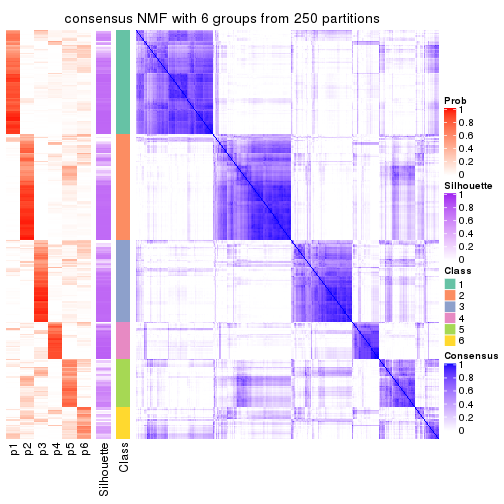 consensus NMF with 6 groups from 250 partitions
Prob
1
0.8
0.6
0.4
0.2
0
Silhouette
1
0.8
0.6
0.4
0.2
0
Class
1
2
3
4
5
6
Consensus
1
0.8
0.6
0.4
0.2
0
p1
p2
p3
p4
p5
p6
Silhouette
Class